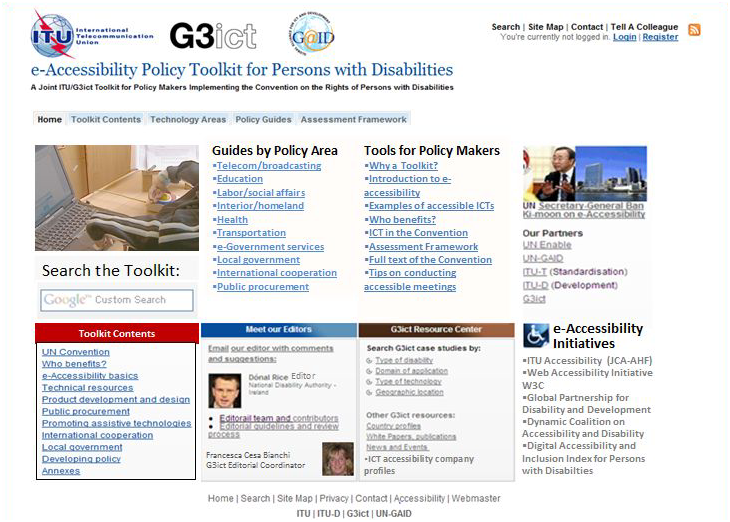 ITU International
Telecommunication
Union
G3ict
G@ID
Search | Site Map | Contact | Tell A Colleague
You're currently not logged in. Login | Register
e-Accessibility Policy Toolkit for Persons with Disabilities
A Joint ITU/G3ict Toolkit for Policy Makers Implementing the Convention on the Rights of Persons with Disabilities
Home Toolkit Contents Technology Areas Policy Guides Assessment Framework
Search the Toolkit:
Google™ Custom Search
Guides by Policy Area
Telecom/broadcasting
Education
Labor/social affairs
Interior/homeland
Health
Transportation
e-Government services
Local government
International cooperation
Public procurement
Tools for Policy Makers
Why a Toolkit?
Introduction to e-
accessibility
Examples of accessible ICTs
Who benefits?
ICT in the Convention
Assessment Framework
Full text of the Convention
Tips on conducting
accessible meetings
UN Secretary-General Ban
Ki-moon on e-Accessibility
Our Partners
UN Enable
UN-GAID
ITU-T (Standardisation)
ITU-D (Development)
G3ict
Toolkit Contents
UN Convention
Who benefits?
e-Accessibility basics
Technical resources
Product development and design
Public procurement
Promoting assistive technologies
International cooperation
Local government
Developing policy
Annexes
Meet our Editors
Email our editor with comments
and suggestions:
Dónal Rice Editor
National Disability Authority -
Ireland
Editorail team and contributors
Editorial guidelines and review
process
Francesca Cesa Bianchi
G3ict Editorial Coordinator
G3ict Resource Center
Search G3ict case studies by:
Type of disability
Domain of application
Type of technology
Geographic location
Other G3ict resources:
Country profiles
White Papers, publications
News and Events
ICT accessibility company
profiles
e-Accessibility
Initiatives
ITU Accessibility (JCA-AHF)
Web Accessibility Initiative
W3C
Global Partnership for
Disability and Development
Dynamic Coalition on
Accessibility and Disability
Digital Accessibility and
Inclusion Index for Persons
with Disabilties
Home | Search | Site Map | Privacy | Contact | Accessibility | Webmaster
ITU | ITU-D | G3ict | UN-GAID